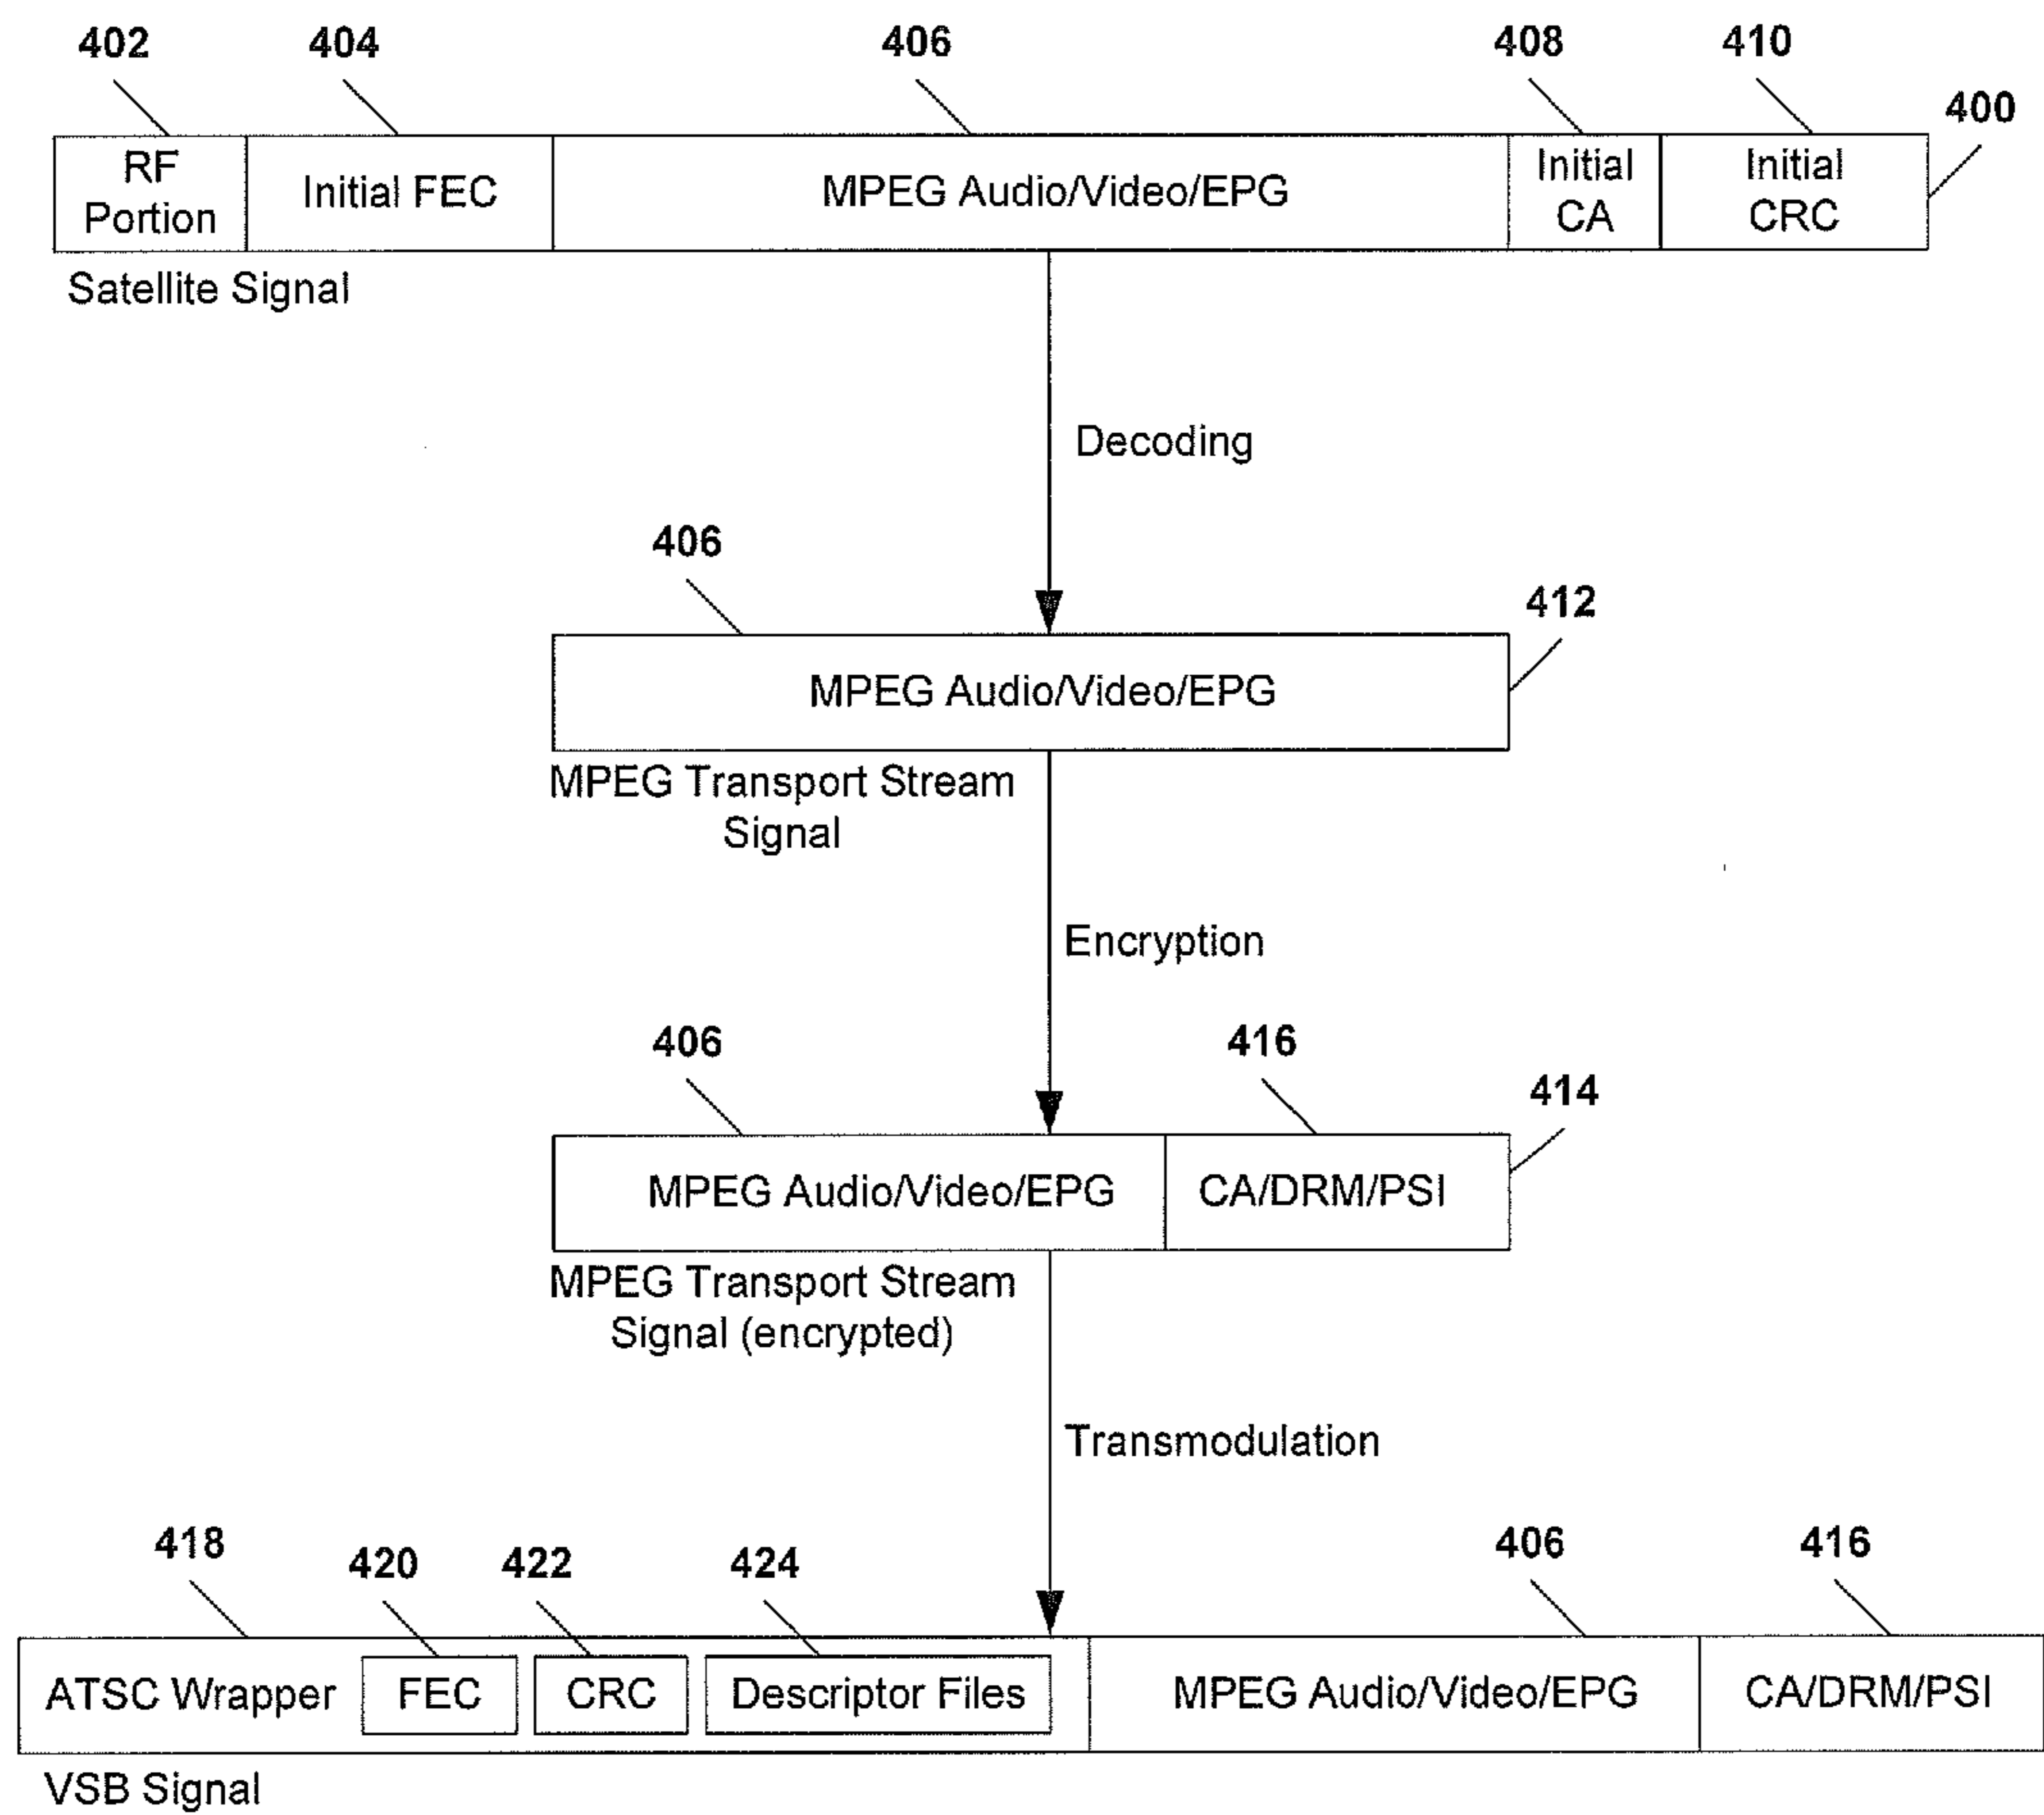 402 404 406 408 410
400
RF
Portion
Initial FEC
MPEG Audio/Video/EPG
Initial
CA
Initial
CRC
Satellite Signal
Decoding
406
412
MPEG Audio/Video/EPG
MPEG Transport Stream
Signal
Encryption
406 416
414
MPEG Audio/Video/EPG CA/DRM/PSI
MPEG Transport Stream
Signal (encrypted)
Transmodulation
418 420 422 424 406 416
ATSC Wrapper FEC CRC Descriptor Files MPEG Audio/Video/EPG CA/DRM/PSI
VSB Signal